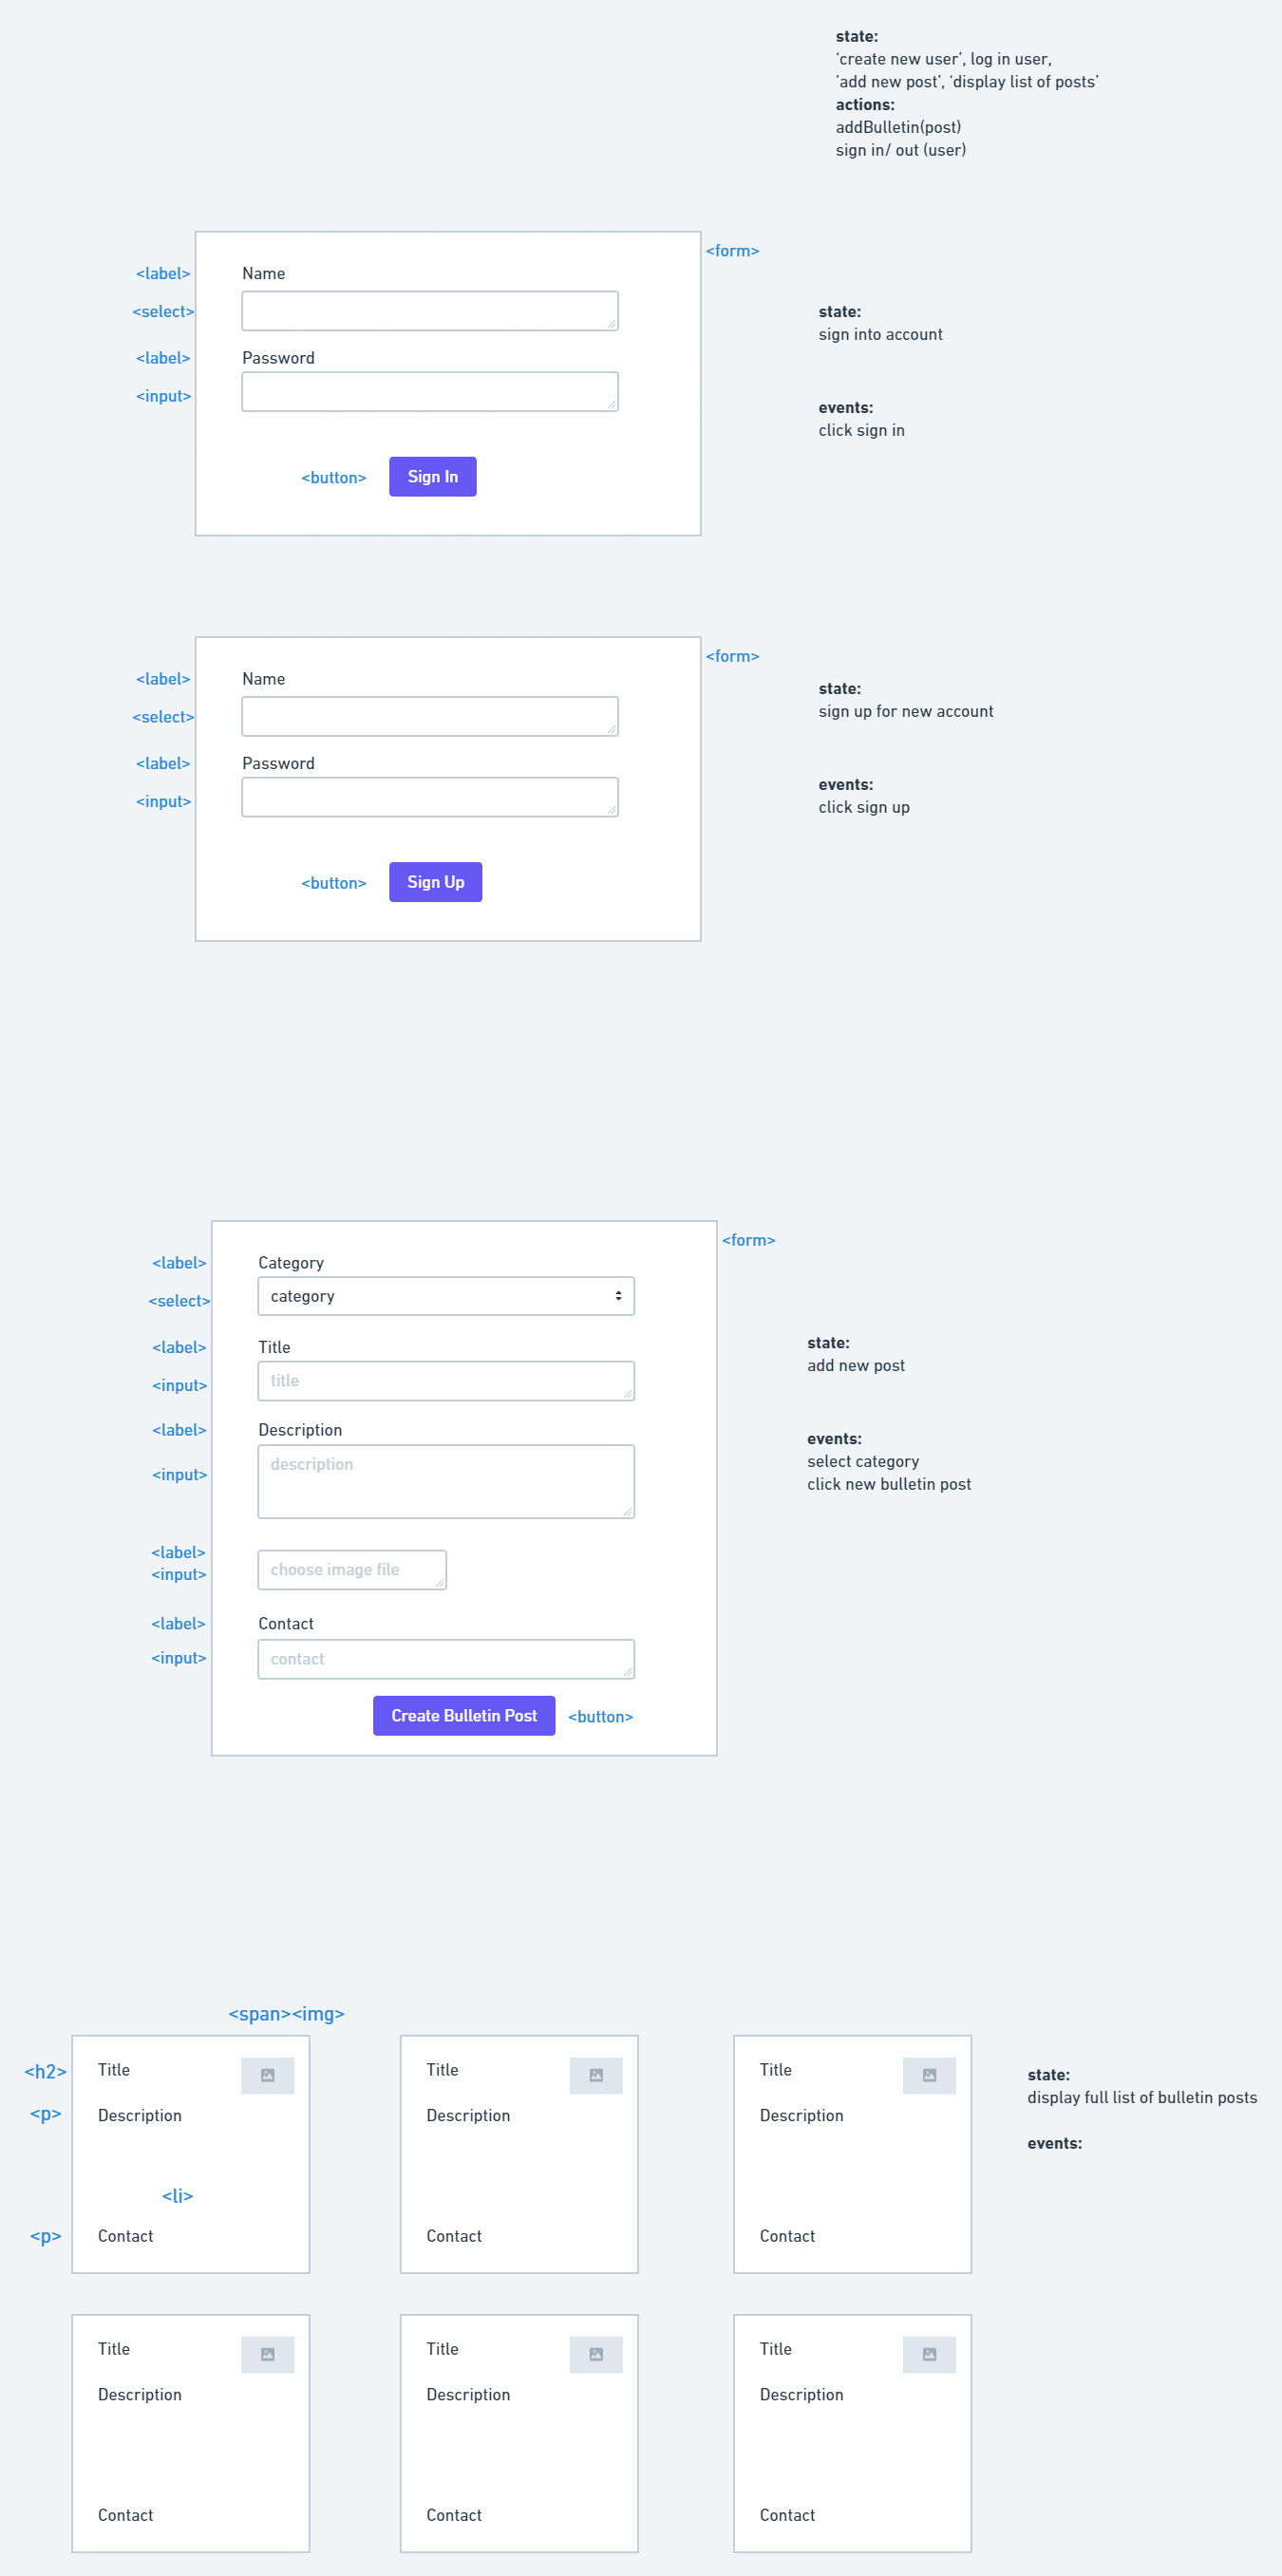 state:
‘create new user’, log in user,
’add new post’, ‘display list of posts’
actions:
addBulletin(post)
sign in/ out (user)
<form>
<label>
Name
<select>
state:
sign into account
<label>
Password
<input>
events:
click sign in
<button>
Sign In
<form>
<label>
Name
<select>
state:
sign up for new account
<label>
Password
<input>
events:
click sign up
<button>
Sign Up
<form>
<label>
Category
<select>
category
<label>
Title
<input>
title
state:
add new post
<label>
Description
<input>
description
events:
select category
click new bulletin post
<label>
<input>
choose image file
<label>
Contact
<input>
contact
Create Bulletin Post
<button>
<span><img>
<h2>
Title
Title
Title
<p>
Description
Description
Description
state:
display full list of bulletin posts
events:
<li>
<p>
Contact
Contact
Contact
Title
Title
Title
Description
Description
Description
Contact
Contact
Contact